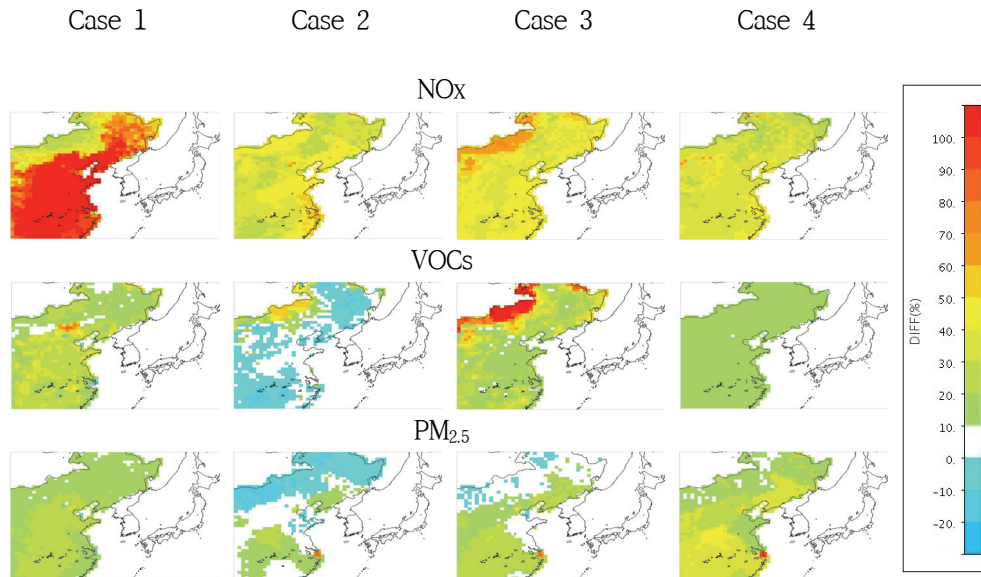 Case 1 Case 2 Case 3 Case 4
NOx
VOCs
PM2.5
DIFF(%)
100.
90.
80.
70.
60.
50.
40.
30.
20.
10.
0.
-10.
-20.